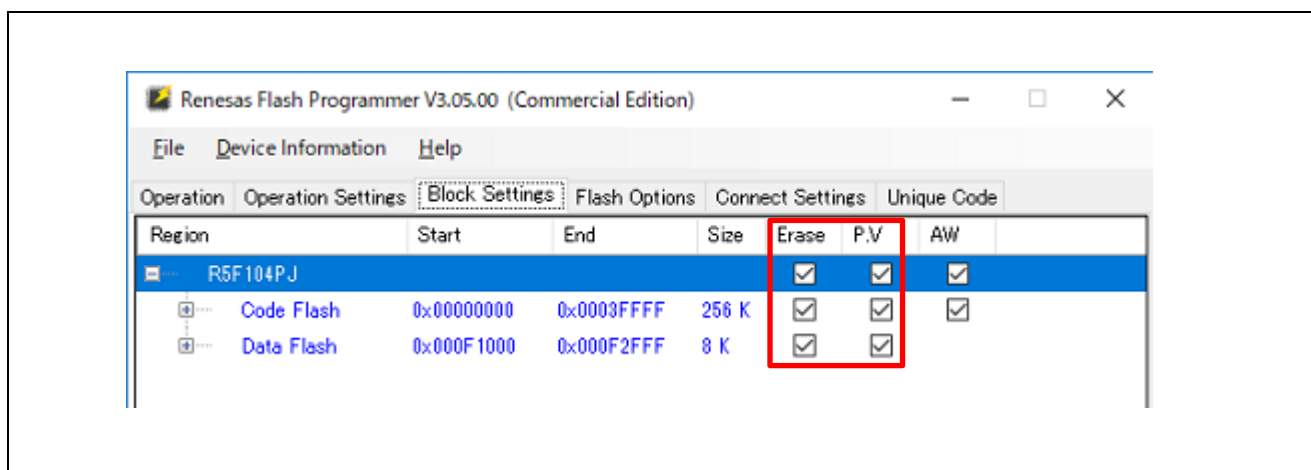 Renesas Flash Programmer V3.05.00 (Commercial Edition)
File Device Information Help
Operation Operation Settings Block Settings Flash Options Connect Settings Unique Code
Region Start End Size Erase P.V AW
R5F104PJ
Code Flash 0x00000000 0x0003FFFF 256 K
Data Flash 0x000F1000 0x000F2FFF 8 K